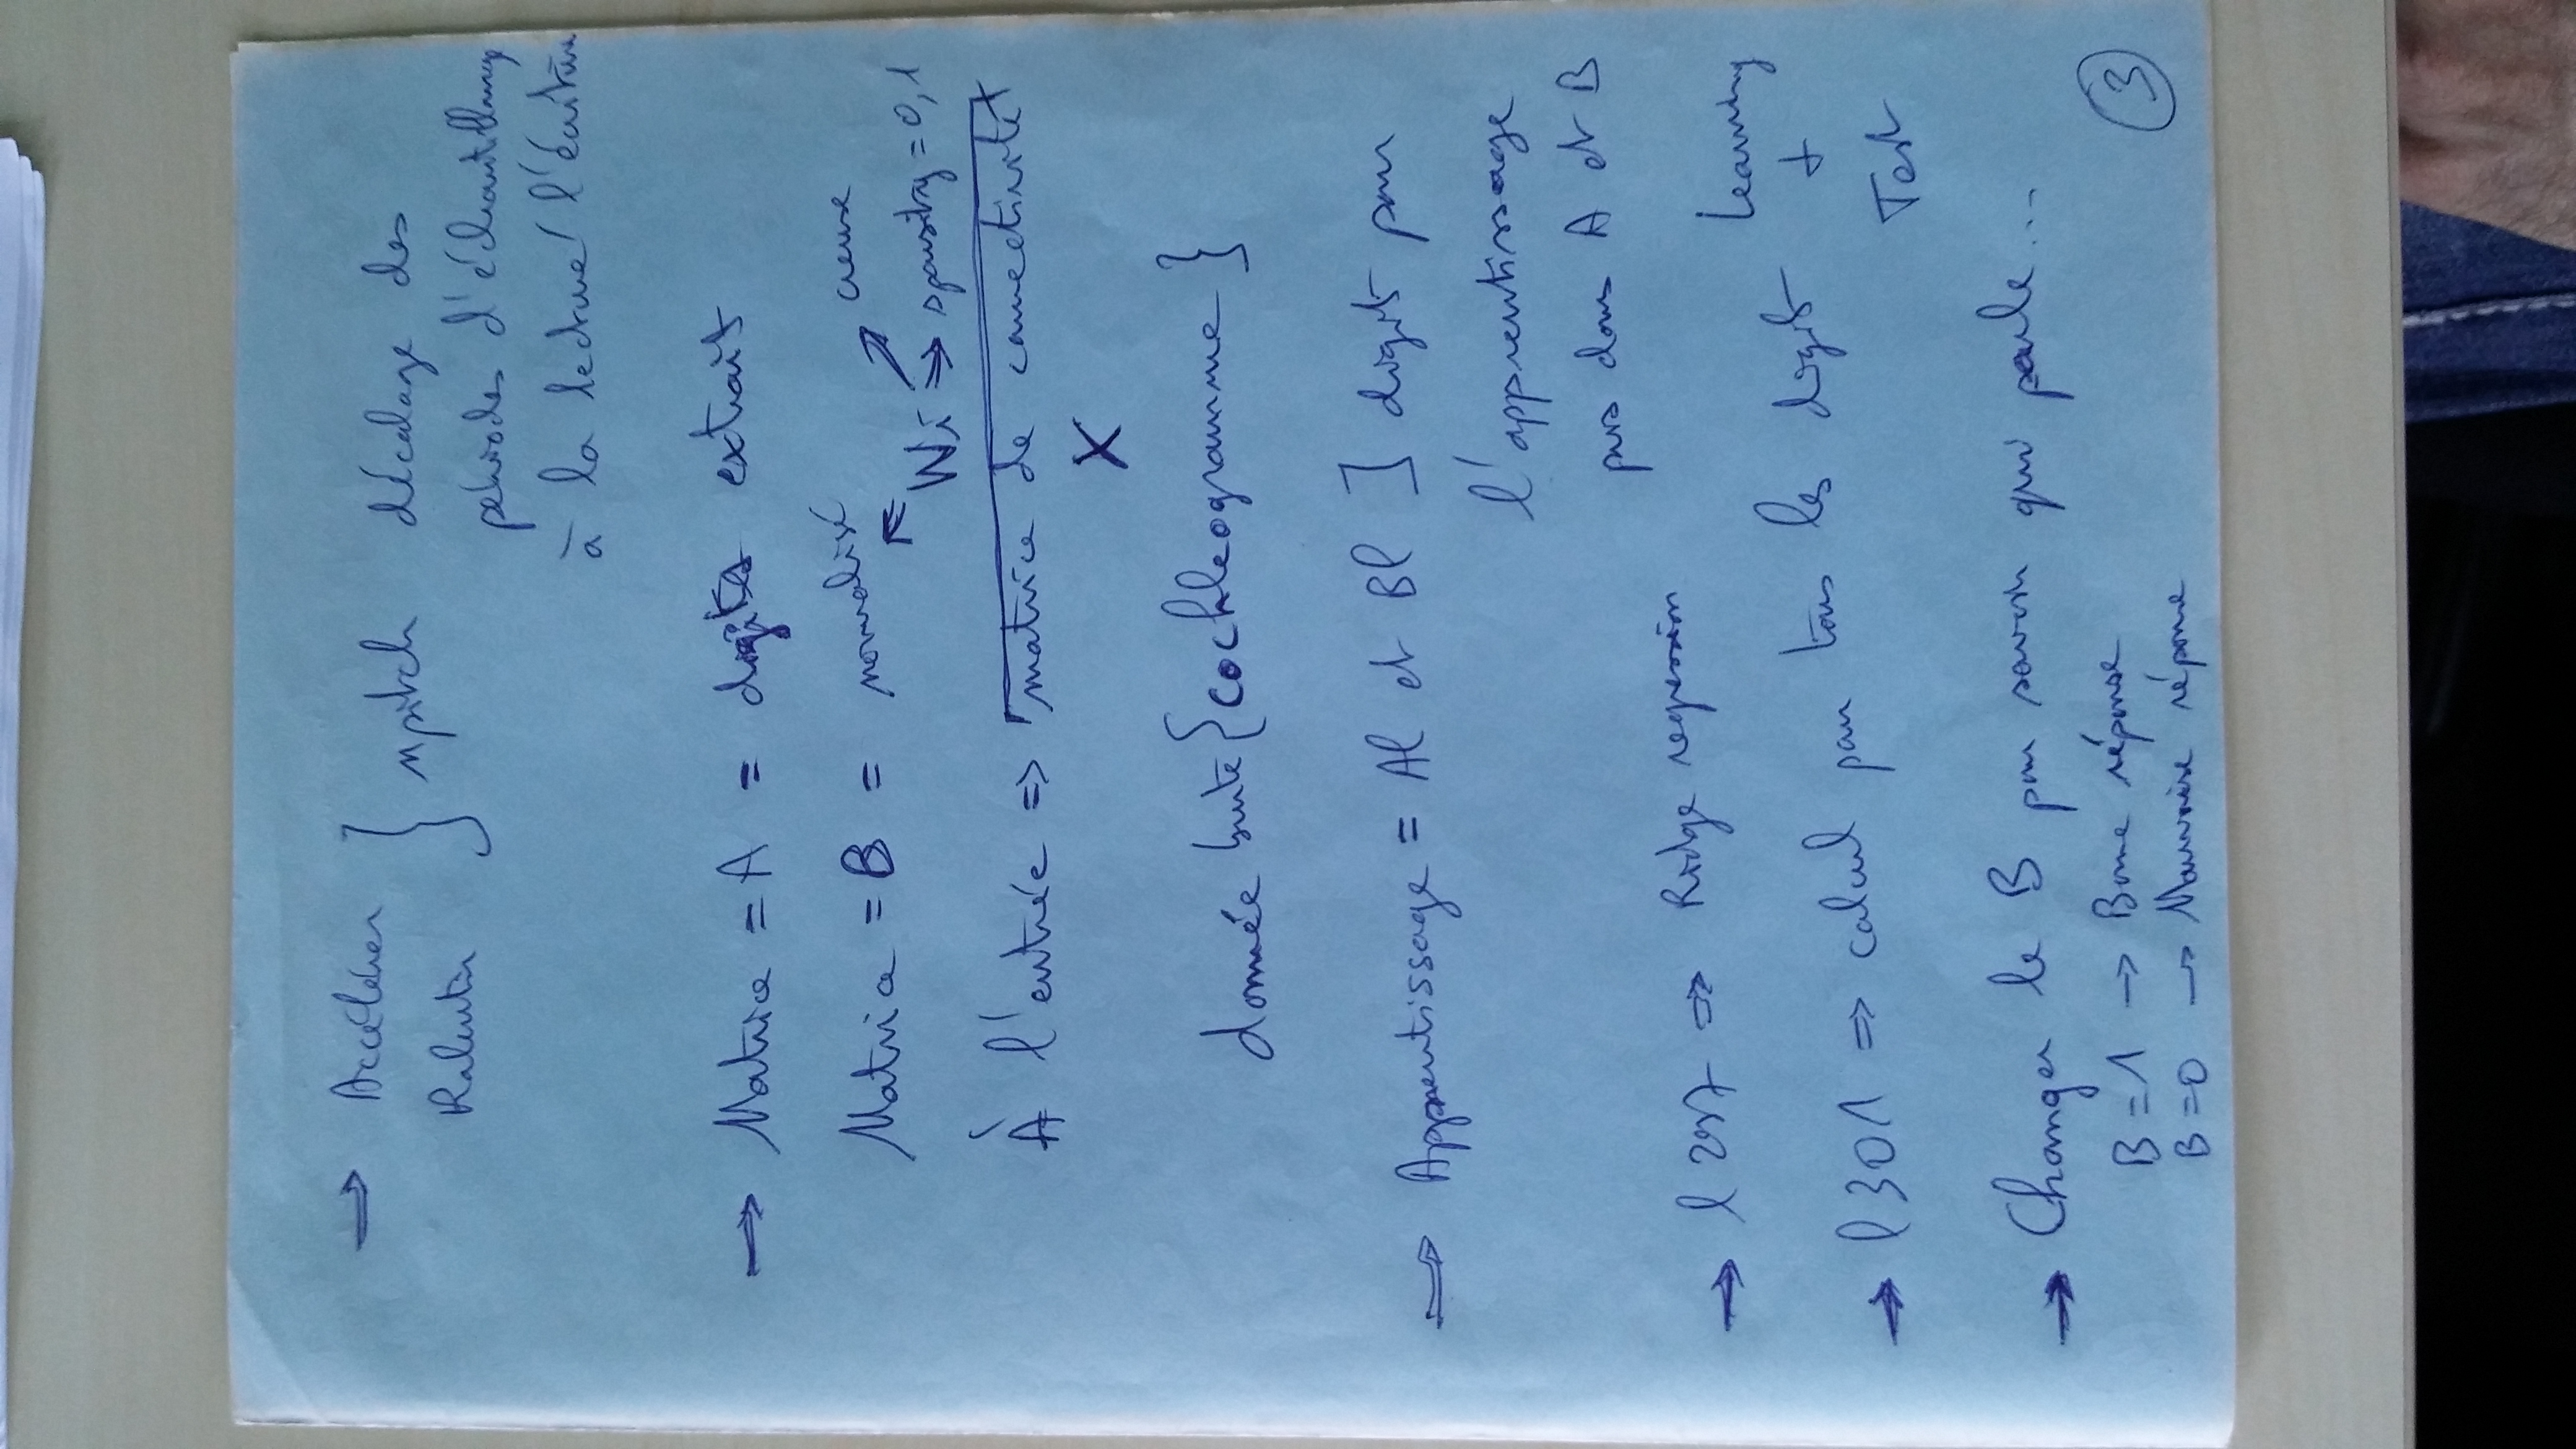 ⇒ Accélérer } npitch décalage des
Ralentir périodes d'échantillonnage
à la lecture / l'écriture
⇒ Matrice = A = digits extrait
Matrice = B = normalisé
↖ Wi ↗ creuse
⇒ sparsity = 0,1
À l'entrée ⇒ matrice de connectivité
X
donnée brute {cochleogramme}
⇒ Apprentissage = Al et Bl ] digit pour
l'apprentissage
pris dans A et B
→ l 297 ⇒ Ridge regression
→ l 301 ⇒ calcul pour tous les digit Learning
+
Test
→ Changer le B pour savoir qui parle...
B=1 → Bonne réponse
B=0 → Mauvaise réponse
3